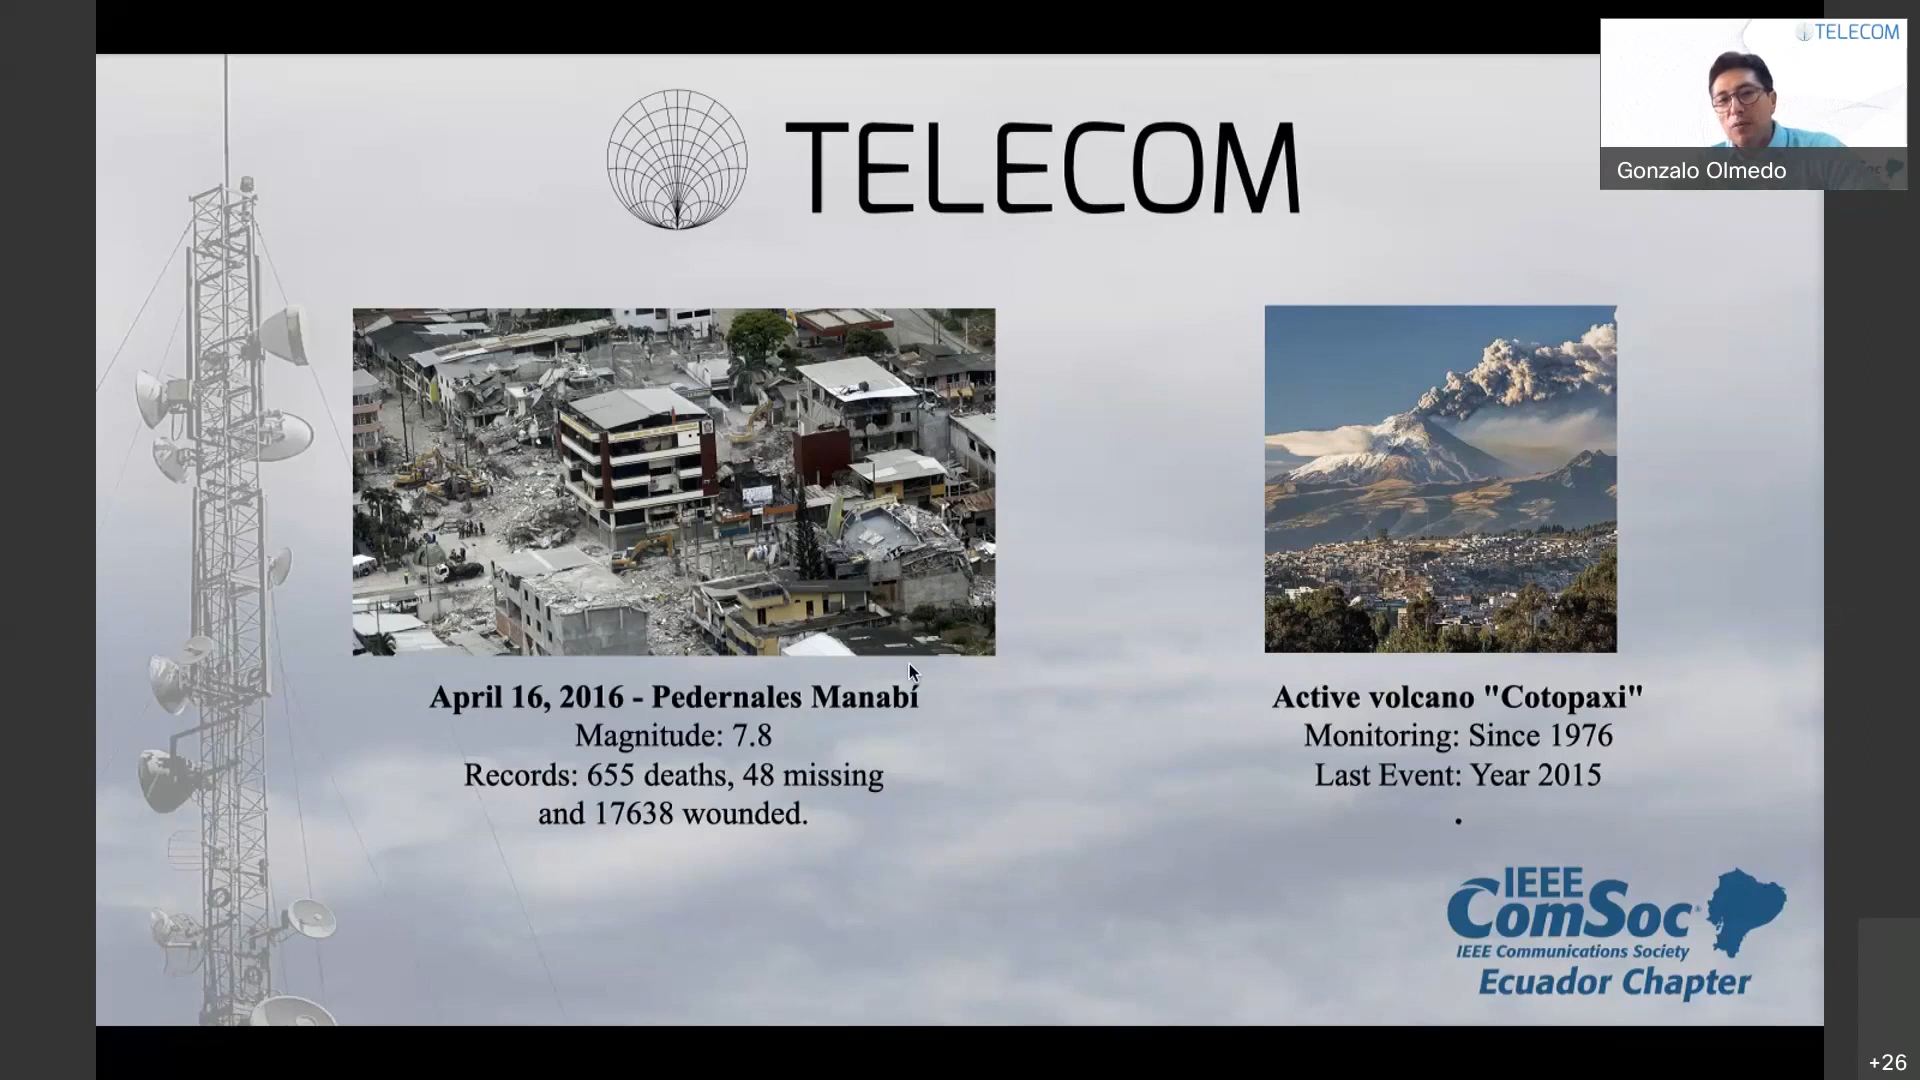 TELECOM
TELECOM
Gonzalo Olmedo
April 16, 2016 - Pedernales Manabí
Magnitude: 7.8
Records: 655 deaths, 48 missing
and 17638 wounded.
Active volcano "Cotopaxi"
Monitoring: Since 1976
Last Event: Year 2015
.
IEEE
ComSoc®
IEEE Communications Society
Ecuador Chapter
+26